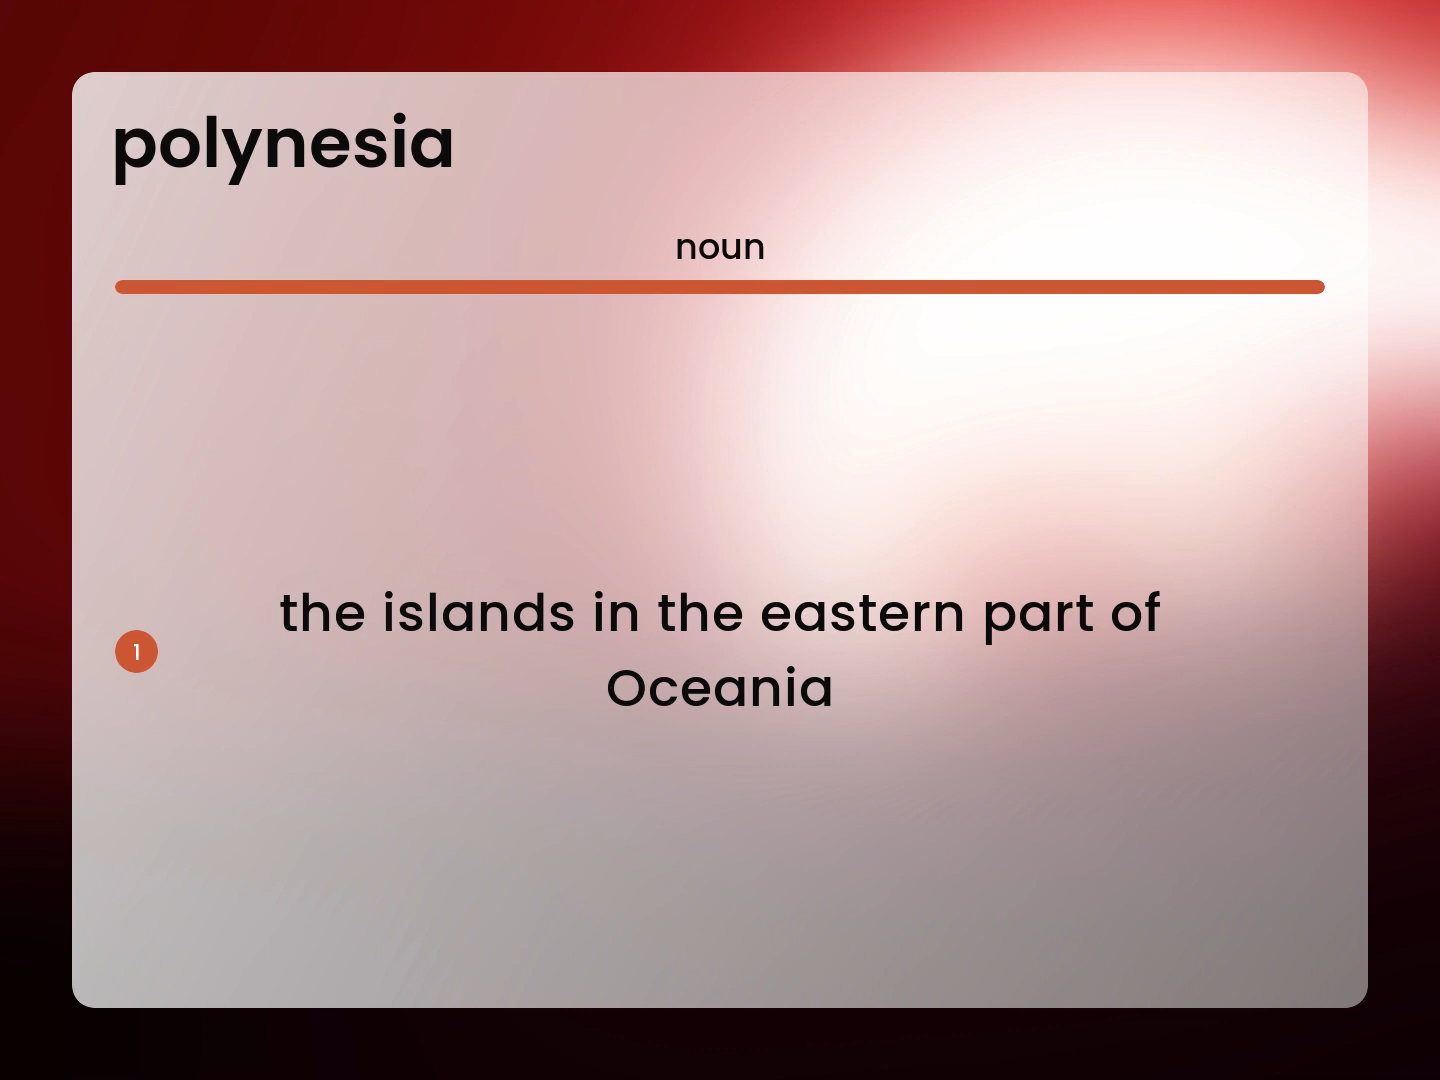 polynesia
noun
1
the islands in the eastern part of
Oceania